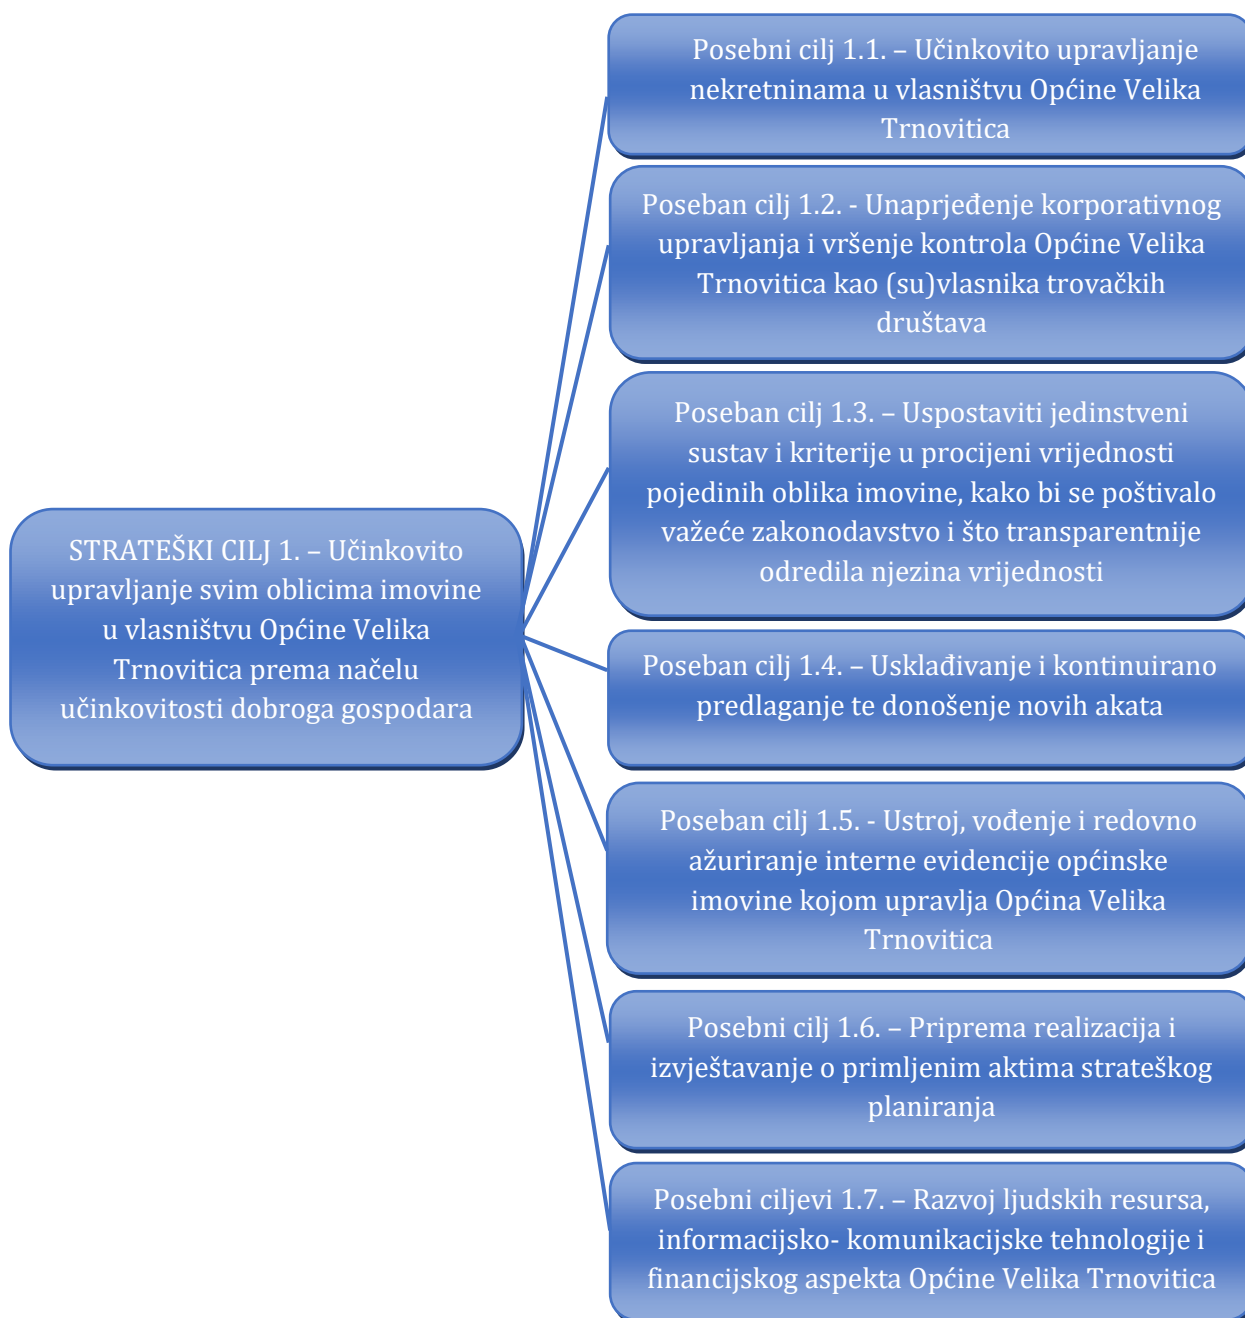 STRATEŠKI CILJ 1. – Učinkovito
upravljanje svim oblicima imovine
u vlasništvu Općine Velika
Trnovitica prema načelu
učinkovitosti dobroga gospodara
Posebni cilj 1.1. – Učinkovito upravljanje
nekretninama u vlasništvu Općine Velika
Trnovitica
Poseban cilj 1.2. - Unaprjeđenje korporativnog
upravljanja i vršenje kontrola Općine Velika
Trnovitica kao (su)vlasnika trovačkih
društava
Poseban cilj 1.3. – Uspostaviti jedinstveni
sustav i kriterije u procijeni vrijednosti
pojedinih oblika imovine, kako bi se poštivalo
važeće zakonodavstvo i što transparentnije
odredila njezina vrijednosti
Poseban cilj 1.4. – Usklađivanje i kontinuirano
predlaganje te donošenje novih akata
Poseban cilj 1.5. - Ustroj, vođenje i redovno
ažuriranje interne evidencije općinske
imovine kojom upravlja Općina Velika
Trnovitica
Posebni cilj 1.6. – Priprema realizacija i
izvještavanje o primljenim aktima strateškog
planiranja
Posebni ciljevi 1.7. – Razvoj ljudskih resursa,
informacijsko- komunikacijske tehnologije i
financijskog aspekta Općine Velika Trnovitica